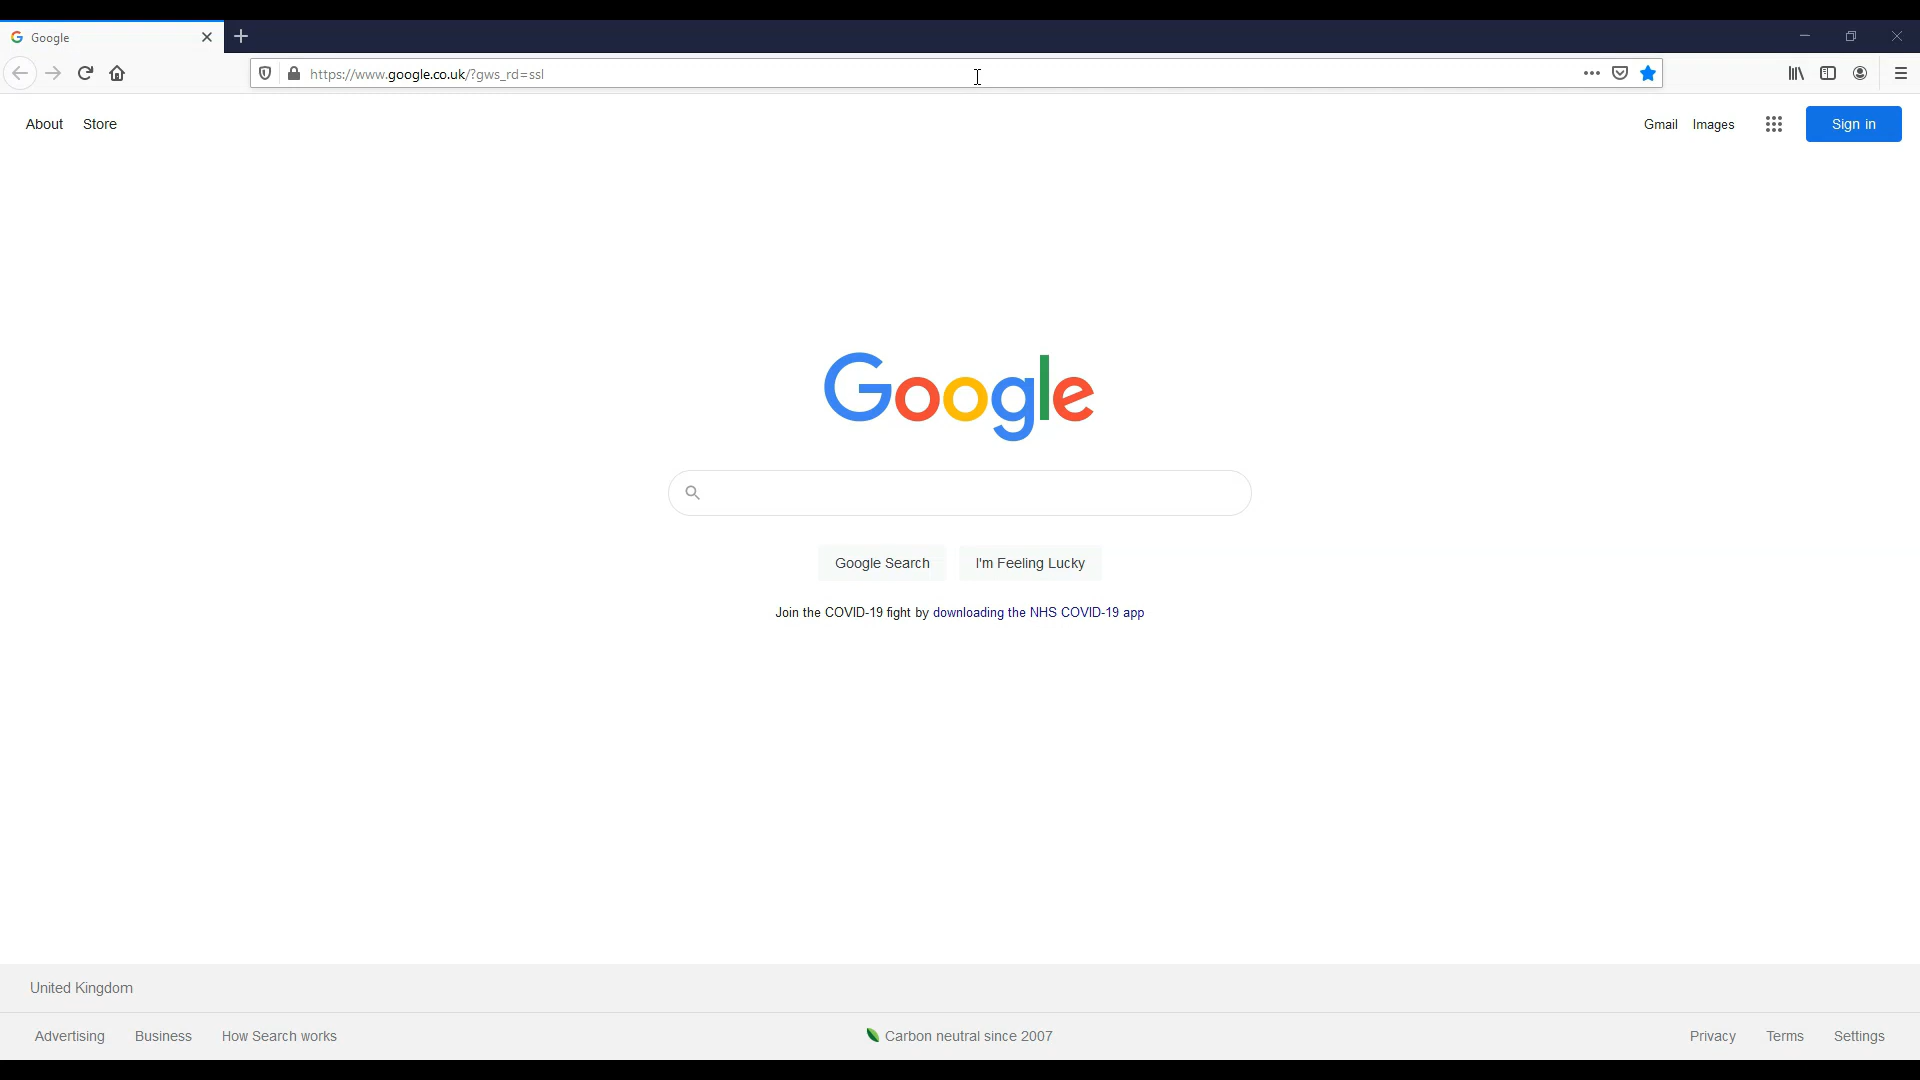 Google
https://www.google.co.uk/?gws_rd=ssl
About Store
Gmail Images Sign in
Google
Google Search I'm Feeling Lucky
Join the COVID-19 fight by downloading the NHS COVID-19 app
United Kingdom
Advertising Business How Search works
Carbon neutral since 2007
Privacy Terms Settings